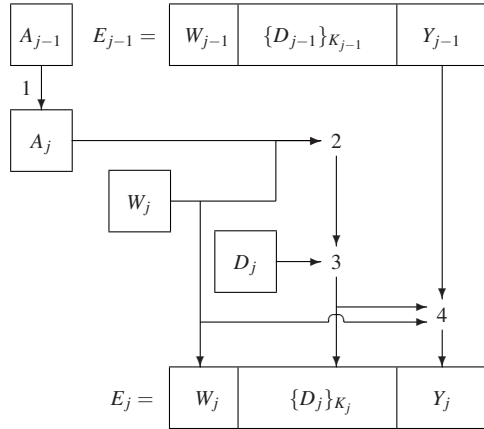 A_{j−1} E_{j−1} = W_{j−1} {D_{j−1}}_{K_{j−1}} Y_{j−1}
1
A_j 2
W_j
D_j 3
4
E_j = W_j {D_j}_{K_j} Y_j